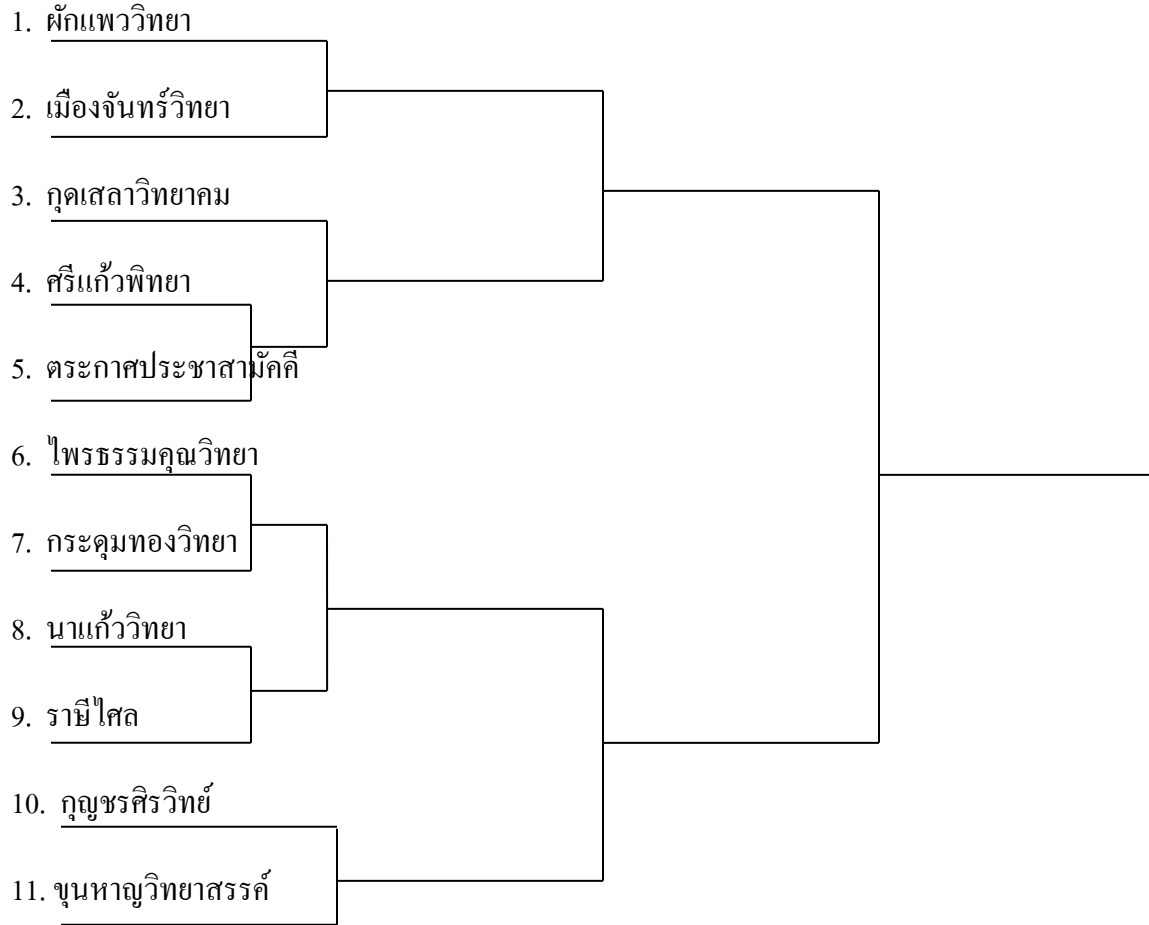 1. ผักแพววิทยา
2. เมืองจันทร์วิทยา
3. กุดเสลาวิทยาคม
4. ศรีแก้วพิทยา
5. ตระกาศประชาสามัคคี
6. ไพรธรรมคุณวิทยา
7. กระดุมทองวิทยา
8. นาแก้ววิทยา
9. ราษีไศล
10. กุญชรศิรวิทย์
11. ขุนหาญวิทยาสรรค์